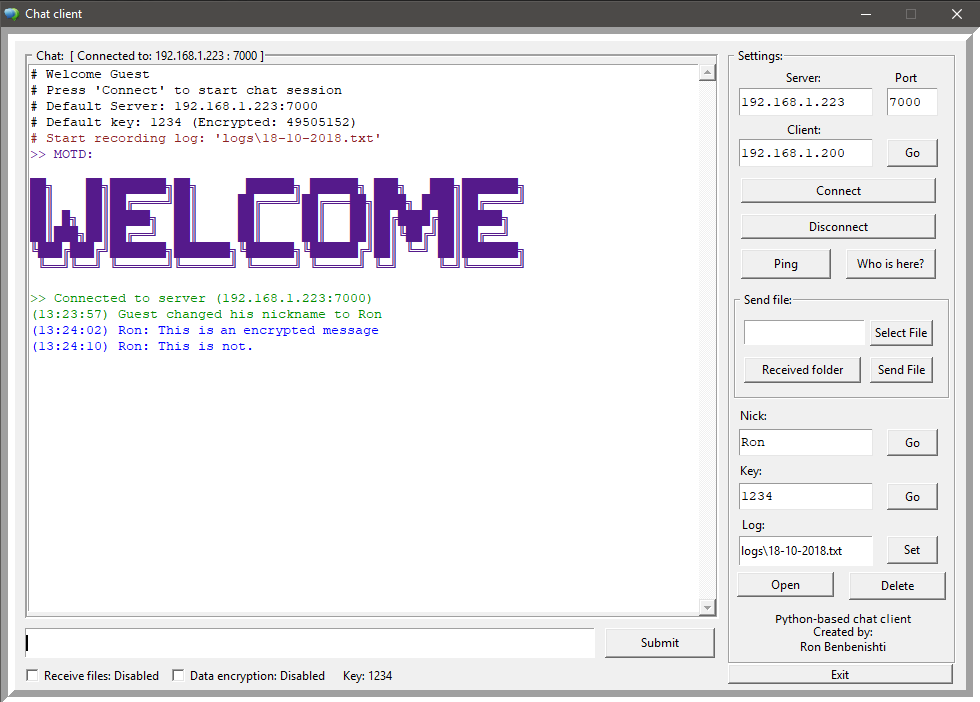 Chat client
Chat: [ Connected to: 192.168.1.223 : 7000 ]
# Welcome Guest
# Press 'Connect' to start chat session
# Default Server: 192.168.1.223:7000
# Default key: 1234 (Encrypted: 49505152)
# Start recording log: 'logs\18-10-2018.txt'
>> MOTD:
WELCOME
>> Connected to server (192.168.1.223:7000)
(13:23:57) Guest changed his nickname to Ron
(13:24:02) Ron: This is an encrypted message
(13:24:10) Ron: This is not.
Submit
Receive files: Disabled Data encryption: Disabled Key: 1234
Settings:
Server: Port
192.168.1.223 7000
Client:
192.168.1.200 Go
Connect
Disconnect
Ping Who is here?
Send file:
Select File
Received folder Send File
Nick:
Ron Go
Key:
1234 Go
Log:
logs\18-10-2018.txt Set
Open Delete
Python-based chat client
Created by:
Ron Benbenishti
Exit